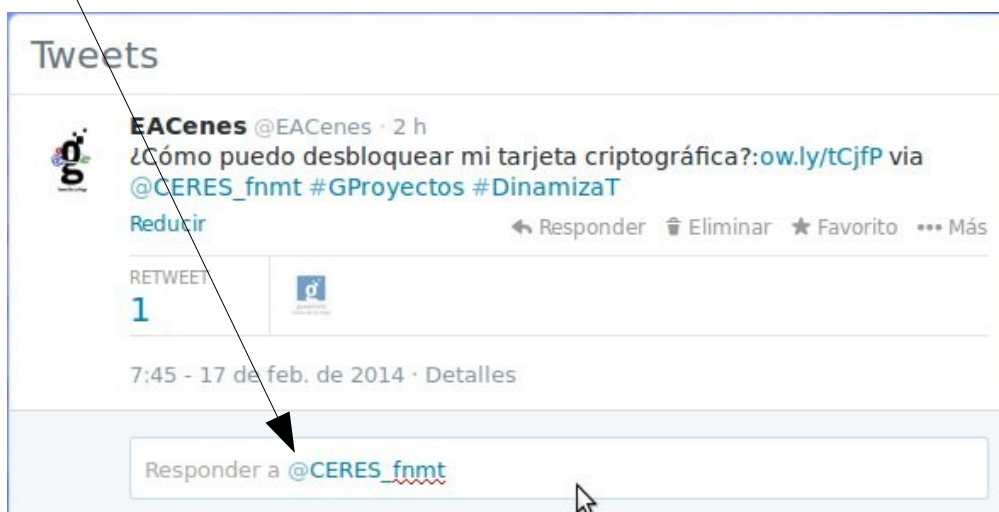 Tweets
EACenes @EACenes · 2 h
¿Cómo puedo desbloquear mi tarjeta criptográfica?:ow.ly/tCjfP via
@CERES_fnmt #GProyectos #DinamizaT
Reducir
Responder Eliminar Favorito ••• Más
RETWEET
1
7:45 - 17 de feb. de 2014 · Detalles
Responder a @CERES_fnmt